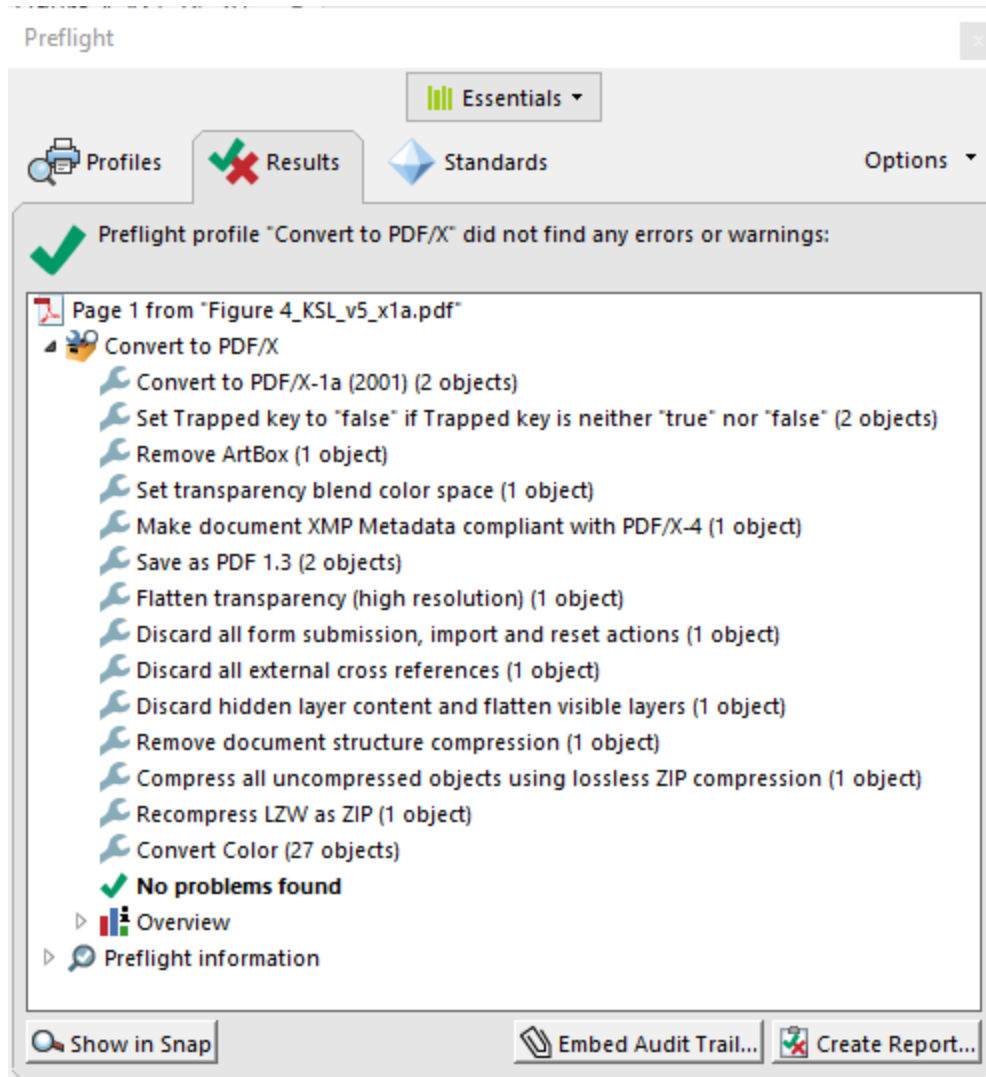 Preflight
Essentials
Profiles
Results
Standards
Options
Preflight profile "Convert to PDF/X" did not find any errors or warnings:
Page 1 from "Figure 4_KSL_v5_x1a.pdf"
Convert to PDF/X
Convert to PDF/X-1a (2001) (2 objects)
Set Trapped key to "false" if Trapped key is neither "true" nor "false" (2 objects)
Remove ArtBox (1 object)
Set transparency blend color space (1 object)
Make document XMP Metadata compliant with PDF/X-4 (1 object)
Save as PDF 1.3 (2 objects)
Flatten transparency (high resolution) (1 object)
Discard all form submission, import and reset actions (1 object)
Discard all external cross references (1 object)
Discard hidden layer content and flatten visible layers (1 object)
Remove document structure compression (1 object)
Compress all uncompressed objects using lossless ZIP compression (1 object)
Recompress LZW as ZIP (1 object)
Convert Color (27 objects)
No problems found
Overview
Preflight information
Show in Snap
Embed Audit Trail...
Create Report...